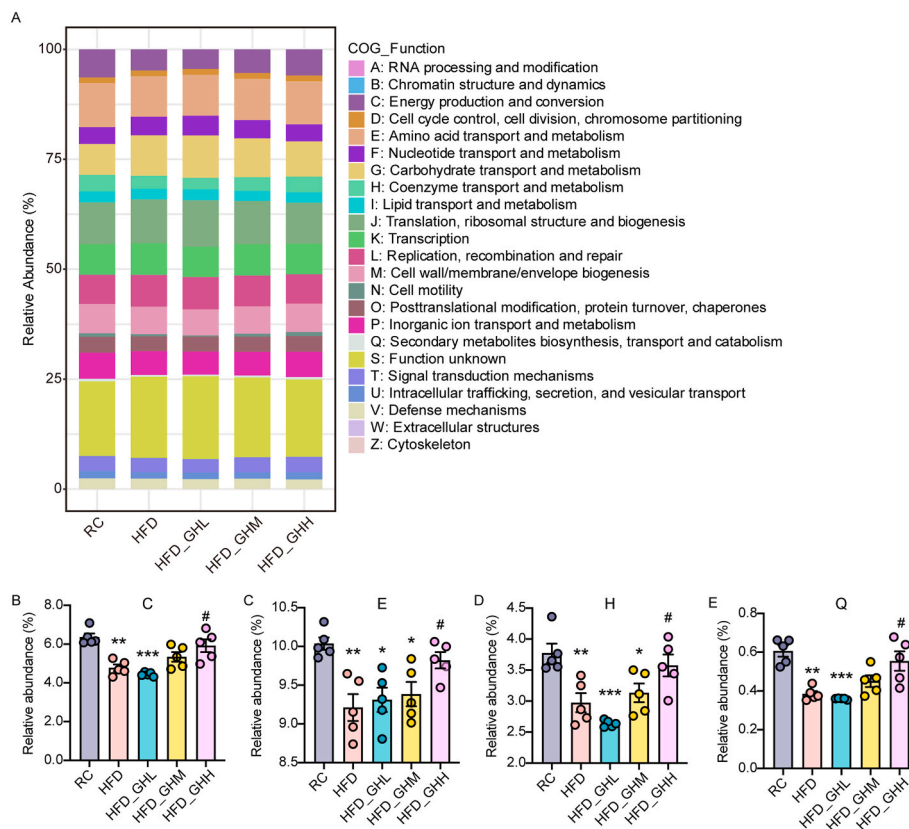 A
100
75
50
25
0
Relative Abundance (%)
RC
HFD
HFD_GHL
HFD_GHM
HFD_GHH
COG_Function
A: RNA processing and modification
B: Chromatin structure and dynamics
C: Energy production and conversion
D: Cell cycle control, cell division, chromosome partitioning
E: Amino acid transport and metabolism
F: Nucleotide transport and metabolism
G: Carbohydrate transport and metabolism
H: Coenzyme transport and metabolism
I: Lipid transport and metabolism
J: Translation, ribosomal structure and biogenesis
K: Transcription
L: Replication, recombination and repair
M: Cell wall/membrane/envelope biogenesis
N: Cell motility
O: Posttranslational modification, protein turnover, chaperones
P: Inorganic ion transport and metabolism
Q: Secondary metabolites biosynthesis, transport and catabolism
S: Function unknown
T: Signal transduction mechanisms
U: Intracellular trafficking, secretion, and vesicular transport
V: Defense mechanisms
W: Extracellular structures
Z: Cytoskeleton
B
C
Relative abundance (%)
8.0
6.0
4.0
2.0
0.0
**
***
#
RC
HFD
HFD_GHL
HFD_GHM
HFD_GHH
C
E
Relative abundance (%)
10.5
10.0
9.5
9.0
8.5
**
*
*
#
RC
HFD
HFD_GHL
HFD_GHM
HFD_GHH
D
H
Relative abundance (%)
4.5
4.0
3.5
3.0
2.5
2.0
**
***
*
#
RC
HFD
HFD_GHL
HFD_GHM
HFD_GHH
E
Q
Relative abundance (%)
0.8
0.6
0.4
0.2
0.0
**
***
#
RC
HFD
HFD_GHL
HFD_GHM
HFD_GHH